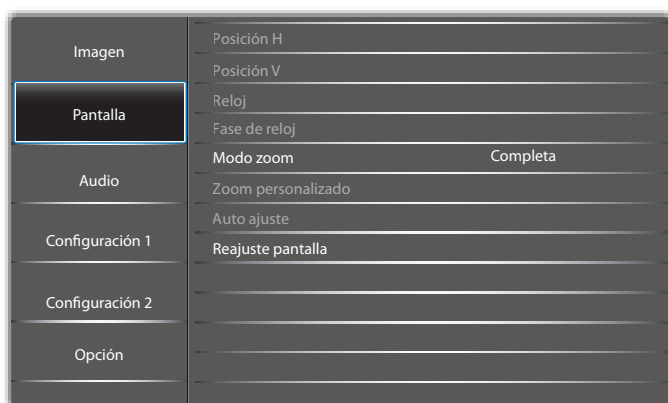 Imagen
Pantalla
Audio
Configuración 1
Configuración 2
Opción
Posición H
Posición V
Reloj
Fase de reloj
Modo zoom Completa
Zoom personalizado
Auto ajuste
Reajuste pantalla